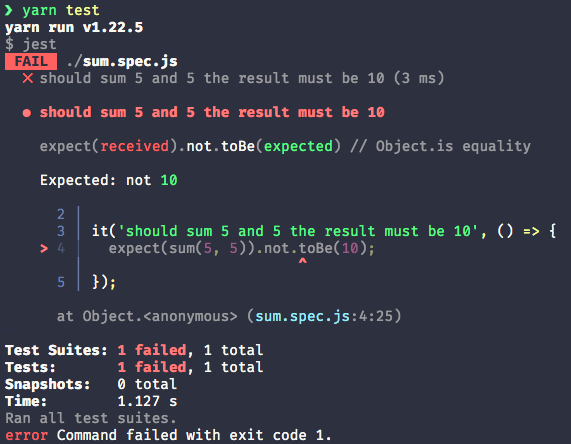 ❯ yarn test
yarn run v1.22.5
$ jest
FAIL ./sum.spec.js
✕ should sum 5 and 5 the result must be 10 (3 ms)
● should sum 5 and 5 the result must be 10
expect(received).not.toBe(expected) // Object.is equality
Expected: not 10
2 |
3 | it('should sum 5 and 5 the result must be 10', () => {
> 4 | expect(sum(5, 5)).not.toBe(10);
| ^
5 | });
at Object.<anonymous> (sum.spec.js:4:25)
Test Suites: 1 failed, 1 total
Tests: 1 failed, 1 total
Snapshots: 0 total
Time: 1.127 s
Ran all test suites.
error Command failed with exit code 1.